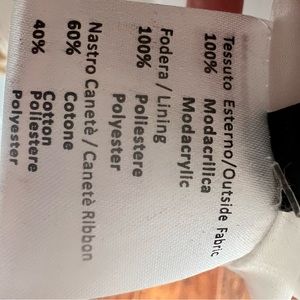 Tessuto Esterno/Outside Fabric
100% Modacrilica
Modacrylic
Fodera / Lining
100% Poliestere
Polyester
Nastro Canetè / Canetè Ribbon
60% Cotone
Cotton
40% Poliestere
Polyester